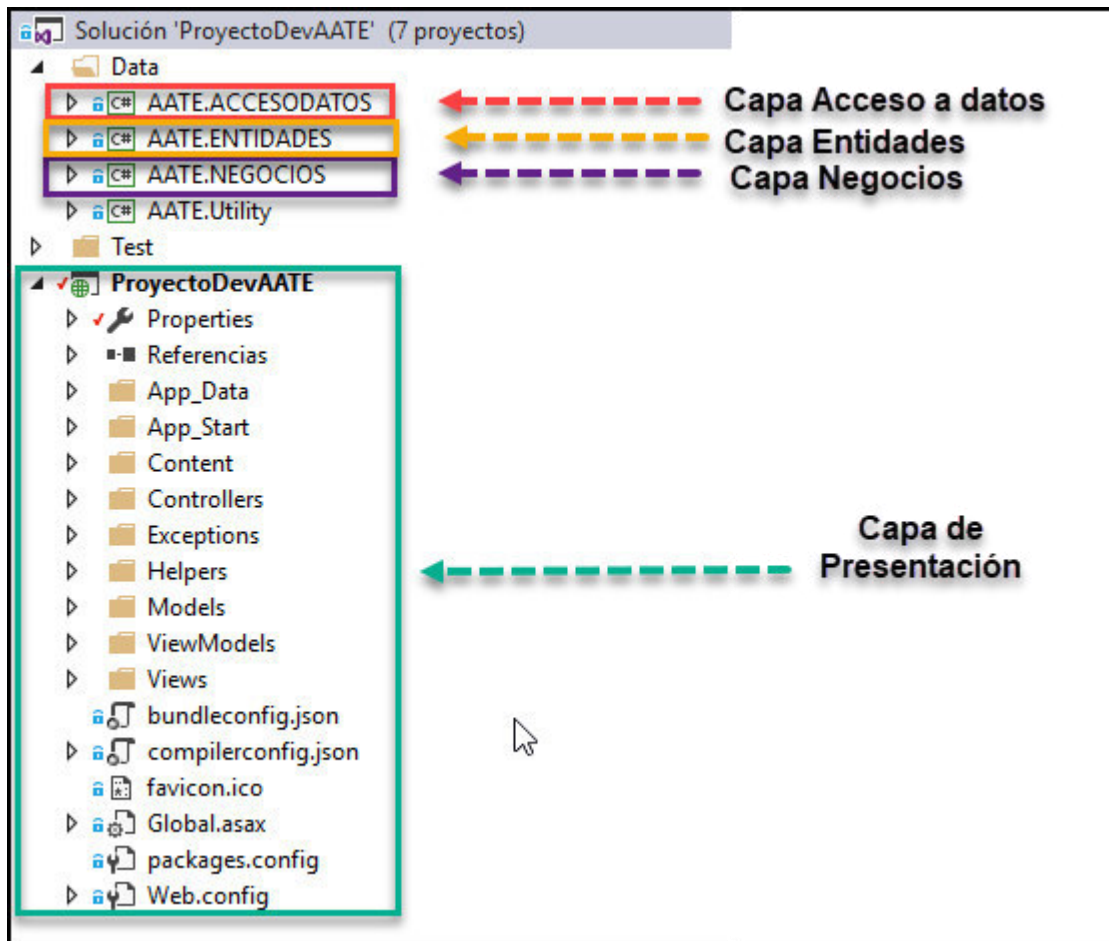 Solución 'ProyectoDevAATE' (7 proyectos)
Data
C# AATE.ACCESODATOS
Capa Acceso a datos
C# AATE.ENTIDADES
Capa Entidades
C# AATE.NEGOCIOS
Capa Negocios
C# AATE.Utility
Test
ProyectoDevAATE
Properties
Referencias
App_Data
App_Start
Content
Controllers
Exceptions
Capa de
Presentación
Helpers
Models
ViewModels
Views
bundleconfig.json
compilerconfig.json
favicon.ico
Global.asax
packages.config
Web.config